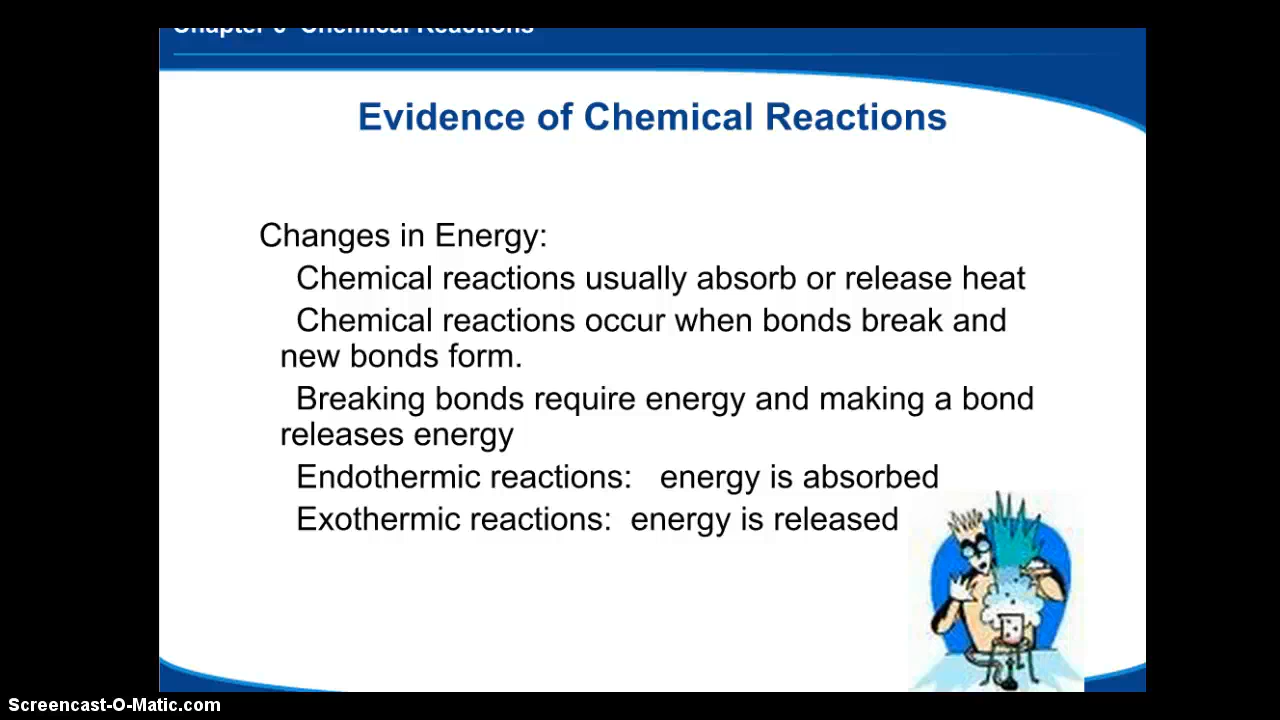 Chemical Reactions
Evidence of Chemical Reactions
Changes in Energy:
Chemical reactions usually absorb or release heat
Chemical reactions occur when bonds break and
new bonds form.
Breaking bonds require energy and making a bond
releases energy
Endothermic reactions: energy is absorbed
Exothermic reactions: energy is released
Screencast-O-Matic.com